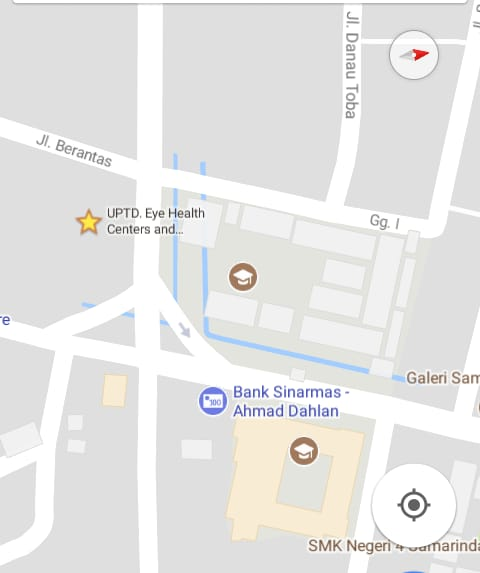 Jl. Danau Toba
Jl. Berantas
UPTD. Eye Health
Centers and...
Gg. I
re
Galeri Sam
100
Bank Sinarmas -
Ahmad Dahlan
SMK Negeri 4 Samarinda